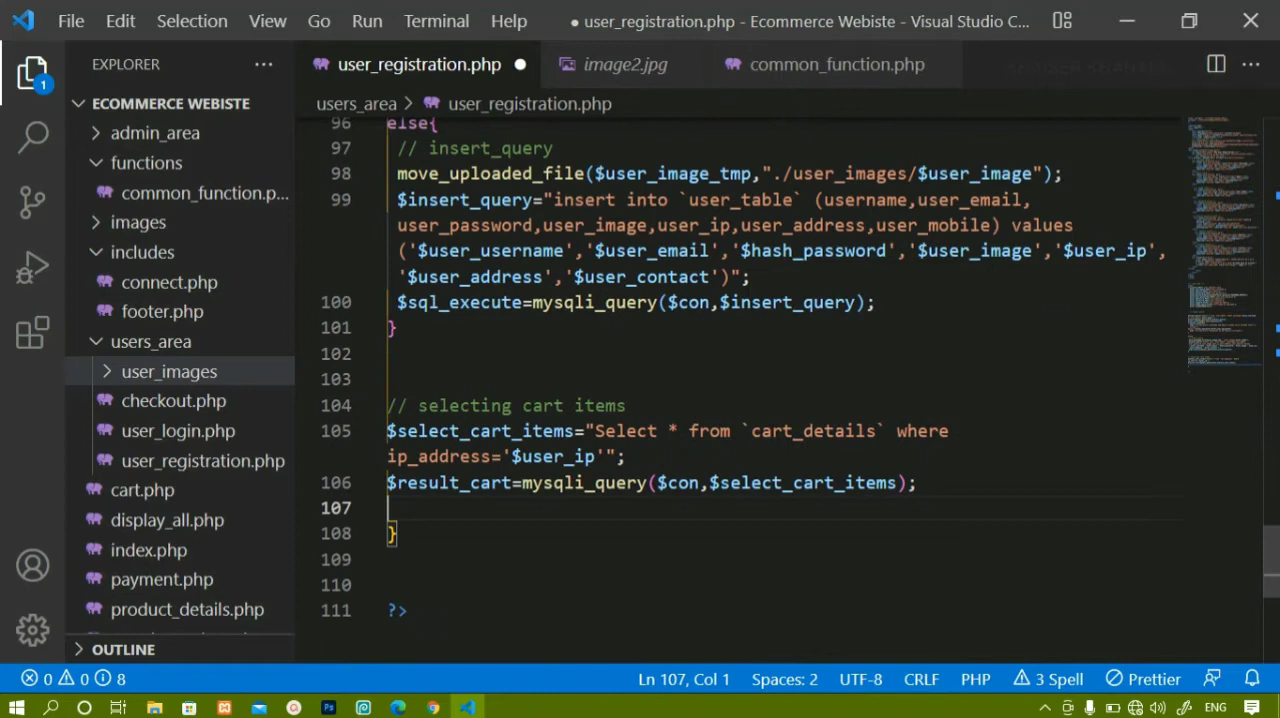 File Edit Selection View Go Run Terminal Help ● user_registration.php - Ecommerce Webiste - Visual Studio C...
EXPLORER ...
user_registration.php ●
image2.jpg
common_function.php
1
ECOMMERCE WEBISTE
admin_area
functions
common_function.p...
images
includes
connect.php
footer.php
users_area
user_images
checkout.php
user_login.php
user_registration.php
cart.php
display_all.php
index.php
payment.php
product_details.php
OUTLINE
users_area > user_registration.php
96 else{
97 // insert_query
98 move_uploaded_file($user_image_tmp,"./user_images/$user_image");
99 $insert_query="insert into `user_table` (username,user_email,
user_password,user_image,user_ip,user_address,user_mobile) values
('$user_username','$user_email','$hash_password','$user_image','$user_ip',
'$user_address','$user_contact')";
100 $sql_execute=mysqli_query($con,$insert_query);
101 }
102
103
104 // selecting cart items
105 $select_cart_items="Select * from `cart_details` where
ip_address='$user_ip'";
106 $result_cart=mysqli_query($con,$select_cart_items);
107
108 }
109
110
111 ?>
0 0 8 Ln 107, Col 1 Spaces: 2 UTF-8 CRLF PHP 3 Spell Prettier
ENG